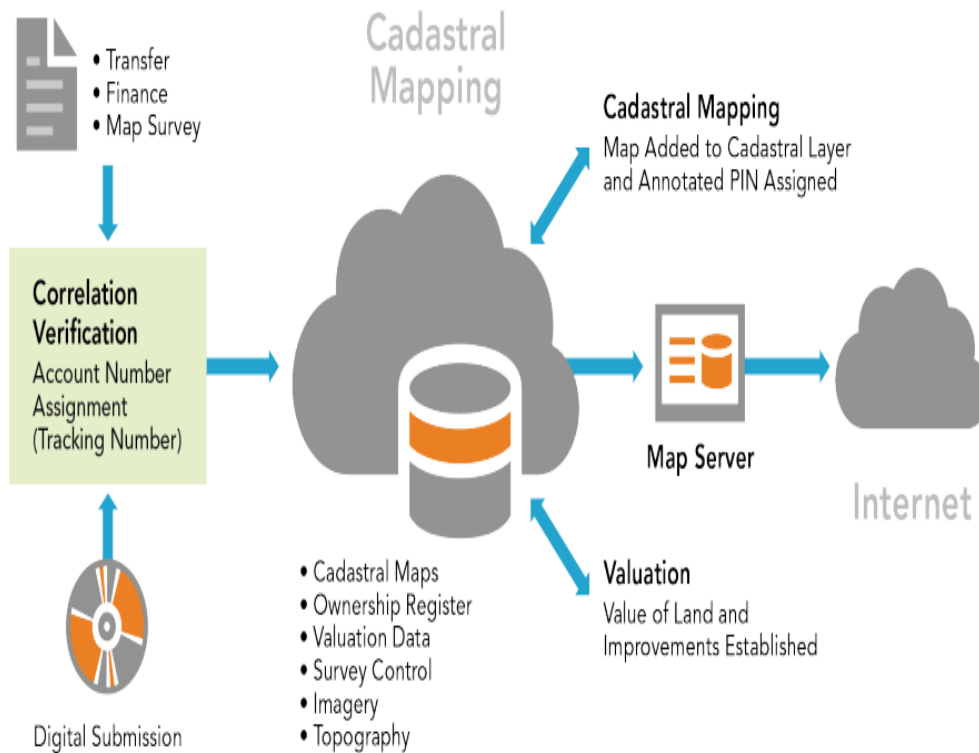 • Transfer
• Finance
• Map Survey
Cadastral
Mapping
Cadastral Mapping
Map Added to Cadastral Layer
and Annotated PIN Assigned
Correlation
Verification
Account Number
Assignment
(Tracking Number)
Map Server
Internet
Digital Submission
• Cadastral Maps
• Ownership Register
• Valuation Data
• Survey Control
• Imagery
• Topography
Valuation
Value of Land and
Improvements Established